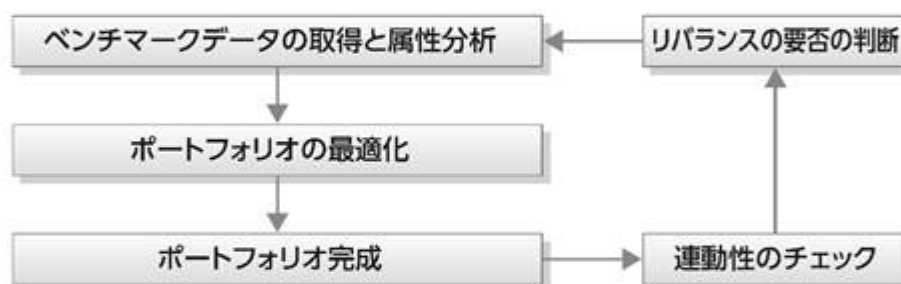 ベンチマークデータの取得と属性分析
リバランスの要否の判断
ポートフォリオの最適化
ポートフォリオ完成
連動性のチェック